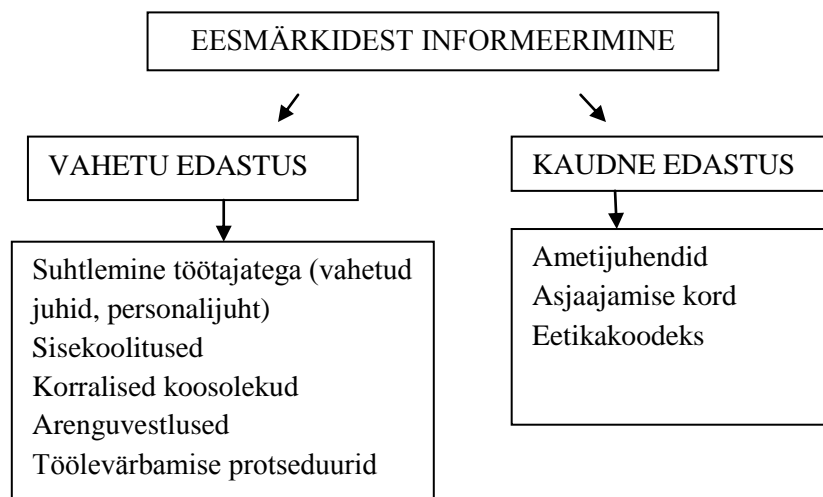 EESMÄRKIDEST INFORMEERIMINE
VAHETU EDASTUS
Suhtlemine töötajatega (vahetud
juhid, personalijuht)
Sisekoolitused
Korralised koosolekud
Arenguvestlused
Töölevärbamise protseduurid
KAUDNE EDASTUS
Ametijuhendid
Asjaajamise kord
Eetikakoodeks